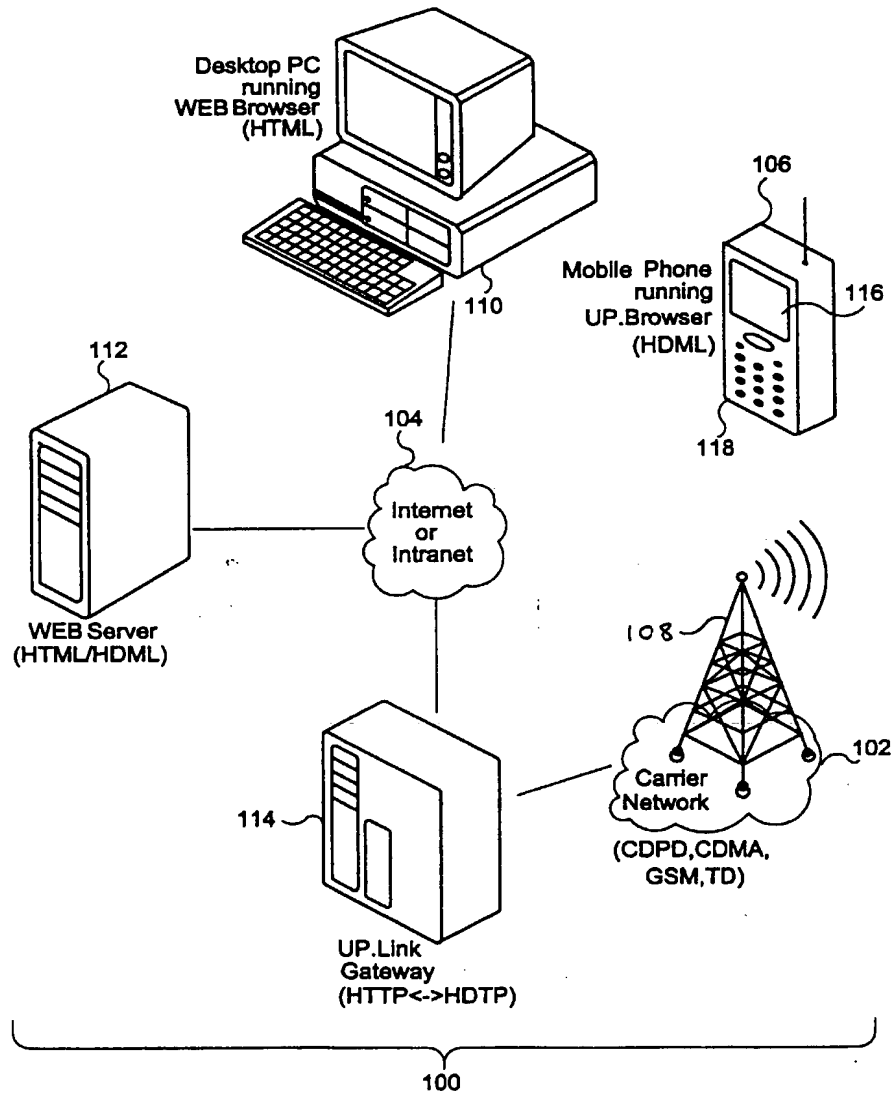 Desktop PC
running
WEB Browser
(HTML)
110
106
Mobile Phone
running
UP.Browser
(HDML)
116
118
112
104
Internet
or
Intranet
WEB Server
(HTML/HDML)
108
102
Carrier
Network
(CDPD,CDMA,
GSM,TD)
114
UP.Link
Gateway
(HTTP<->HDTP)
100